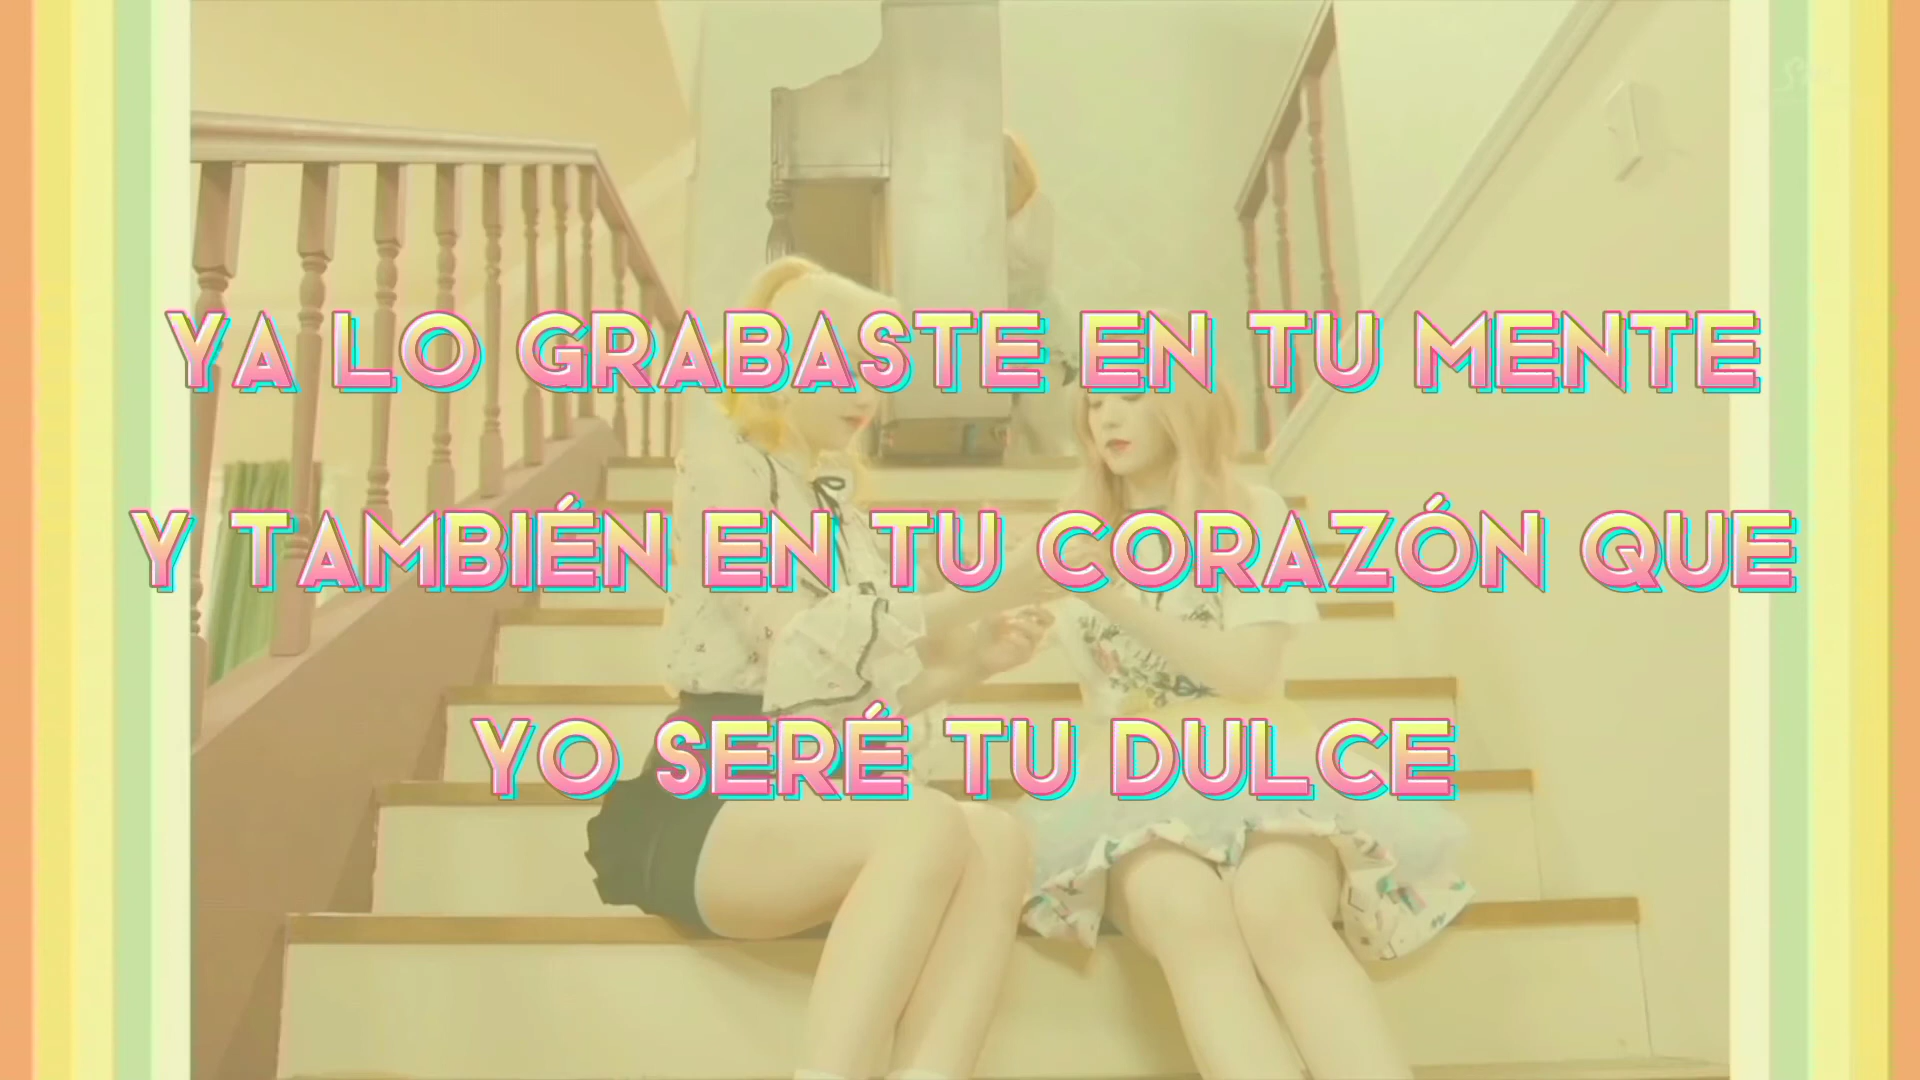 YA LO GRABASTE EN TU MENTE
Y TAMBIÉN EN TU CORAZÓN QUE
YO SERÉ TU DULCE